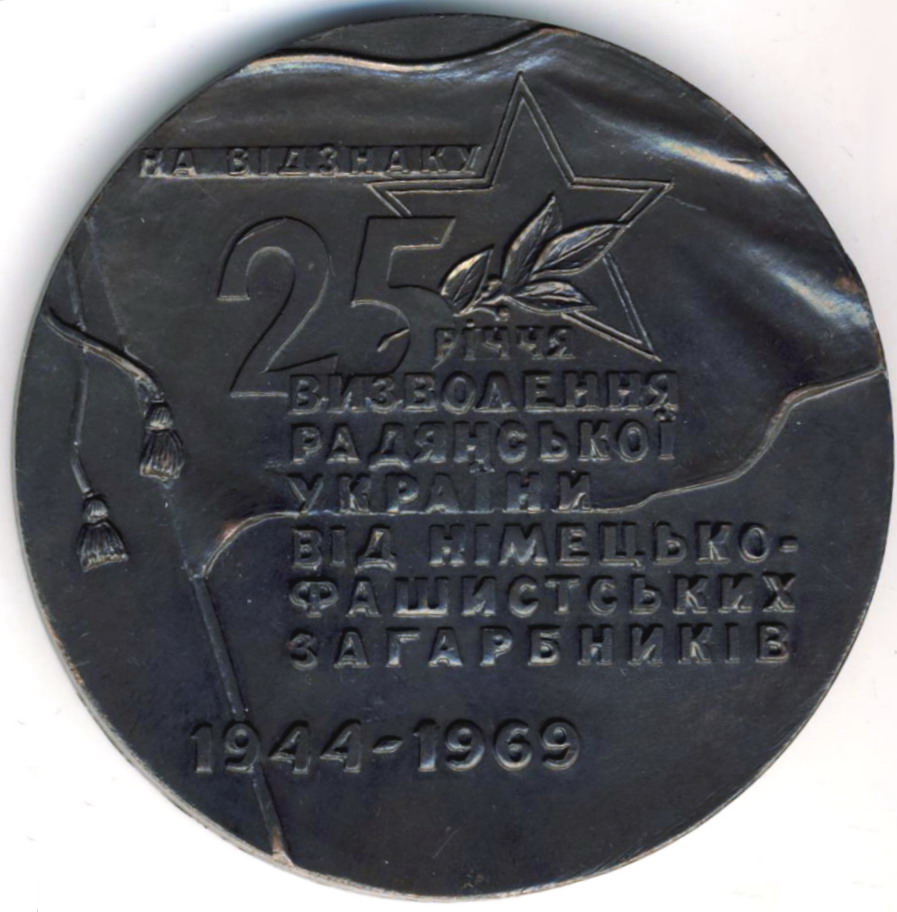 НА ВІДЗНАКУ
25
РІЧЧЯ
ВИЗВОЛЕННЯ
РАДЯНСЬКОЇ
УКРАЇНИ
ВІД НІМЕЦЬКО-
ФАШИСТСЬКИХ
ЗАГАРБНИКІВ
1944-1969